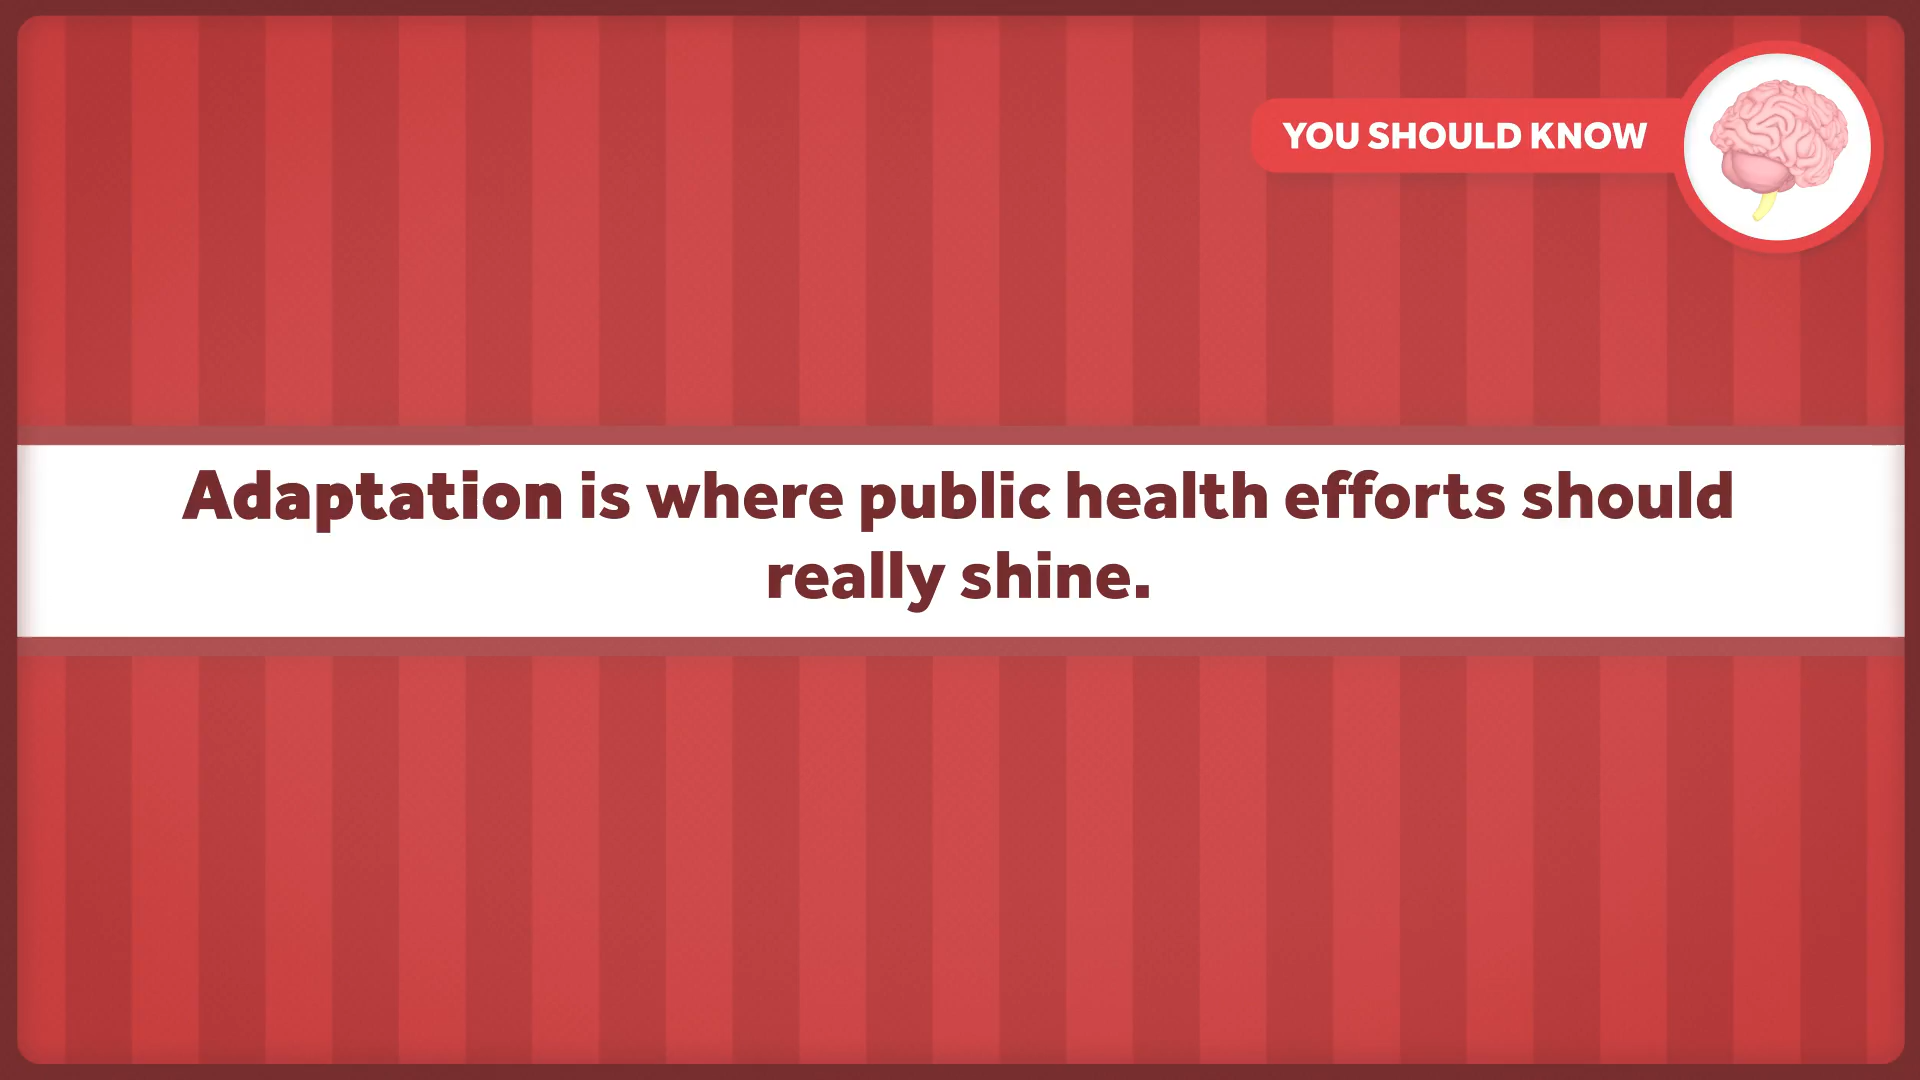 YOU SHOULD KNOW
Adaptation is where public health efforts should
really shine.